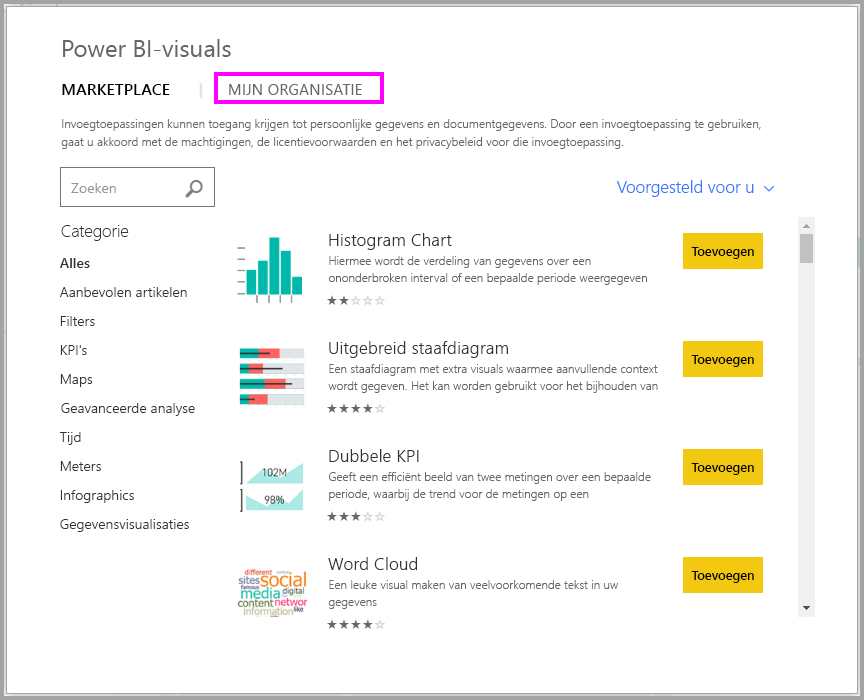 Power BI-visuals
MARKETPLACE | MIJN ORGANISATIE
Invoegtoepassingen kunnen toegang krijgen tot persoonlijke gegevens en documentgegevens. Door een invoegtoepassing te gebruiken,
gaat u akkoord met de machtigingen, de licentievoorwaarden en het privacybeleid voor die invoegtoepassing.
Zoeken
Voorgesteld voor u
Categorie
Alles
Aanbevolen artikelen
Filters
KPI's
Maps
Geavanceerde analyse
Tijd
Meters
Infographics
Gegevensvisualisaties
Histogram Chart
Hiermee wordt de verdeling van gegevens over een
ononderbroken interval of een bepaalde periode weergegeven
Toevoegen
Uitgebreid staafdiagram
Een staafdiagram met extra visuals waarmee aanvullende context
wordt gegeven. Het kan worden gebruikt voor het bijhouden van
Toevoegen
102M
98%
Dubbele KPI
Geeft een efficiënt beeld van twee metingen over een bepaalde
periode, waarbij de trend voor de metingen op een
Toevoegen
different
sites social
famous
media digital
content networ
information like
Word Cloud
Een leuke visual maken van veelvoorkomende tekst in uw
gegevens
Toevoegen